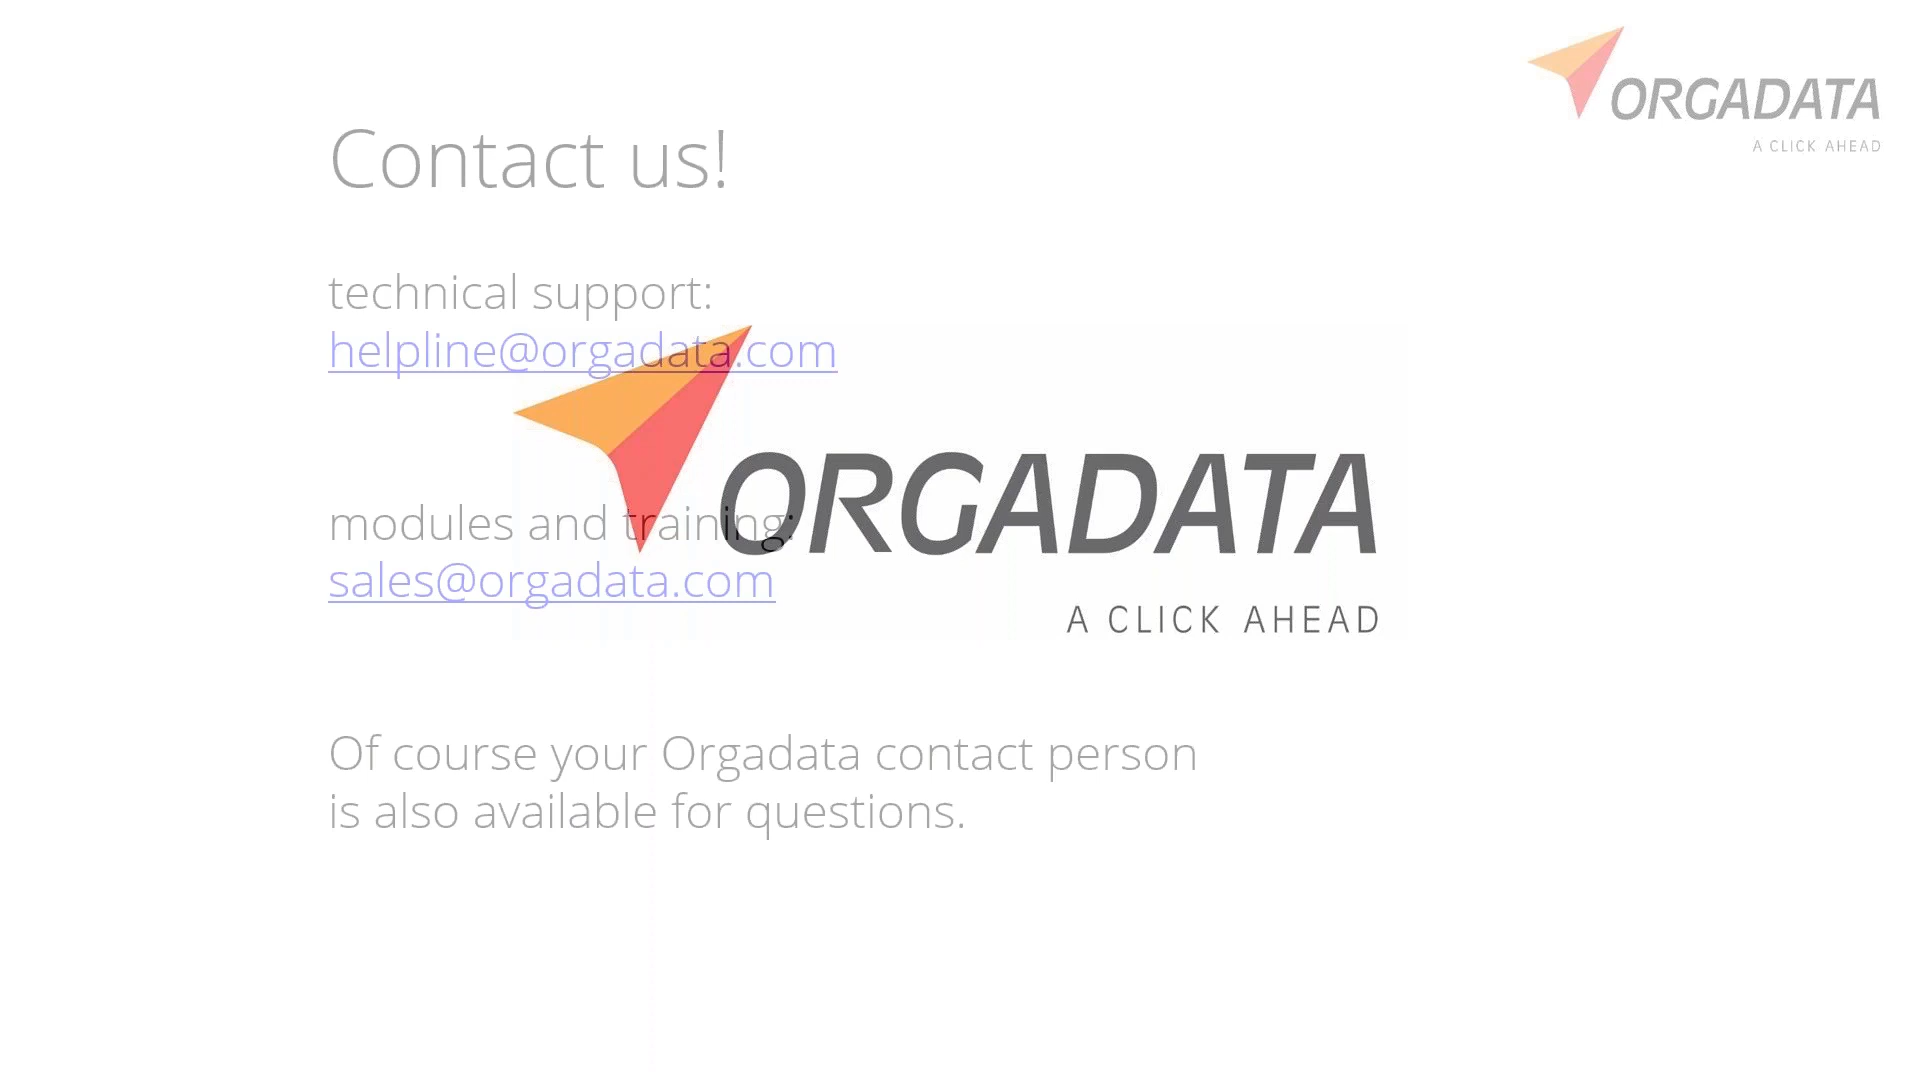 ORGADATA
A CLICK AHEAD
Contact us!
technical support:
helpline@orgadata.com
ORGADATA
modules and training:
sales@orgadata.com
A CLICK AHEAD
Of course your Orgadata contact person
is also available for questions.